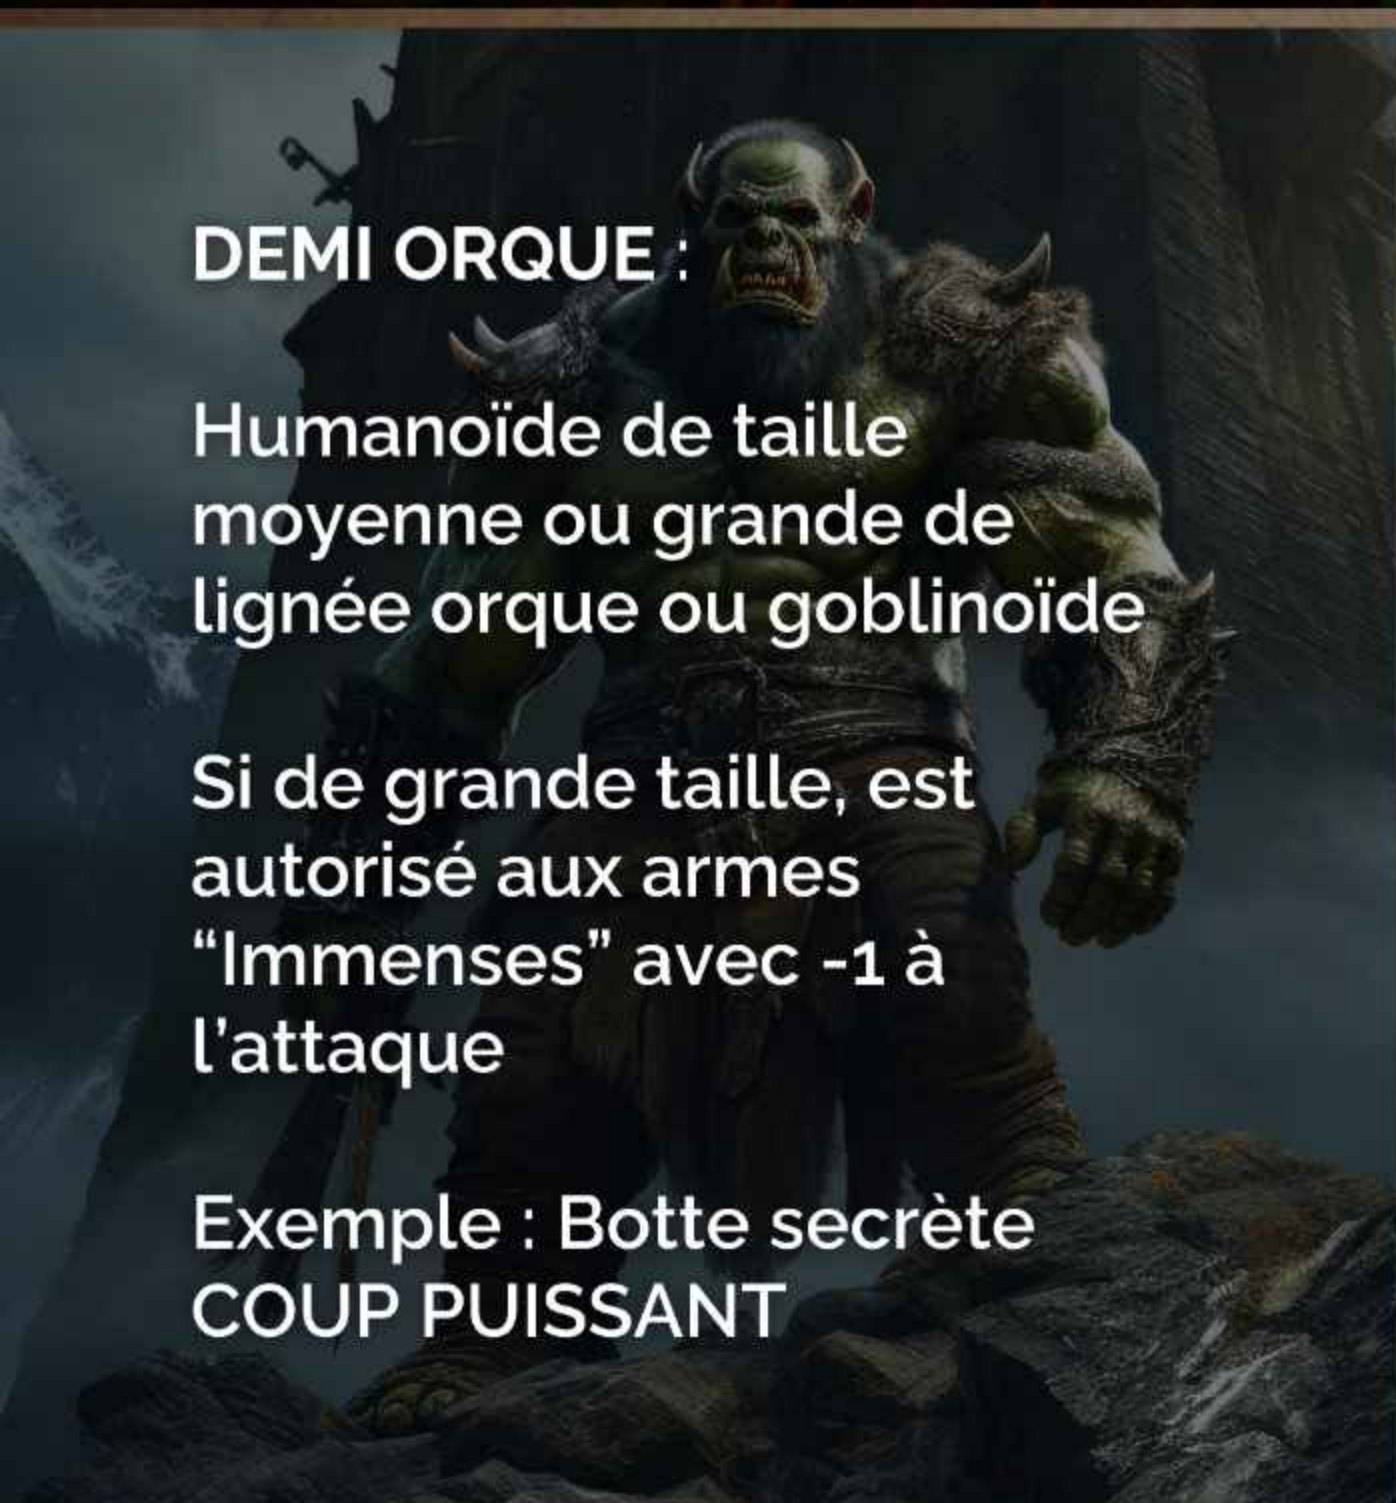 DEMI ORQUE :
Humanoïde de taille
moyenne ou grande de
lignée orque ou goblinoïde
Si de grande taille, est
autorisé aux armes
“Immenses” avec -1 à
l’attaque
Exemple : Botte secrète
COUP PUISSANT